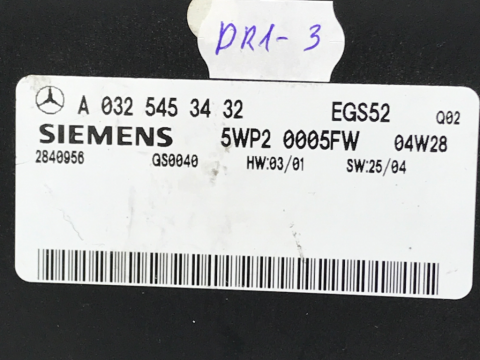 DR1-3
A 032 545 34 32 EGS52 Q02
SIEMENS 5WP2 0005FW 04W28
2840956 GS0040 HW:03/01 SW:25/04